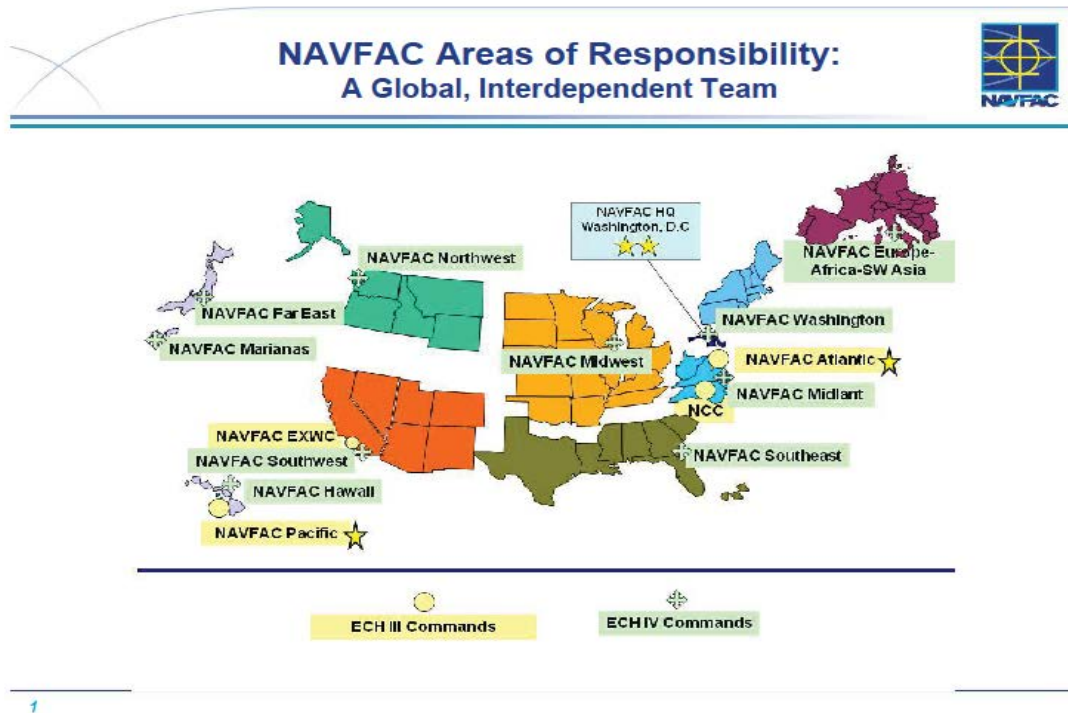 NAVFAC Areas of Responsibility:
A Global, Interdependent Team
NAVFAC
NAVFAC HQ
Washington, D.C
NAVFAC Europe-
Africa-SW Asia
NAVFAC Northwest
NAVFAC Far East
NAVFAC Marianas
NAVFAC Washington
NAVFAC Midwest
NAVFAC Atlantic
NAVFAC Midlant
NCC
NAVFAC EXWC
NAVFAC Southwest
NAVFAC Southeast
NAVFAC Hawaii
NAVFAC Pacific
ECH III Commands
ECH IV Commands
1